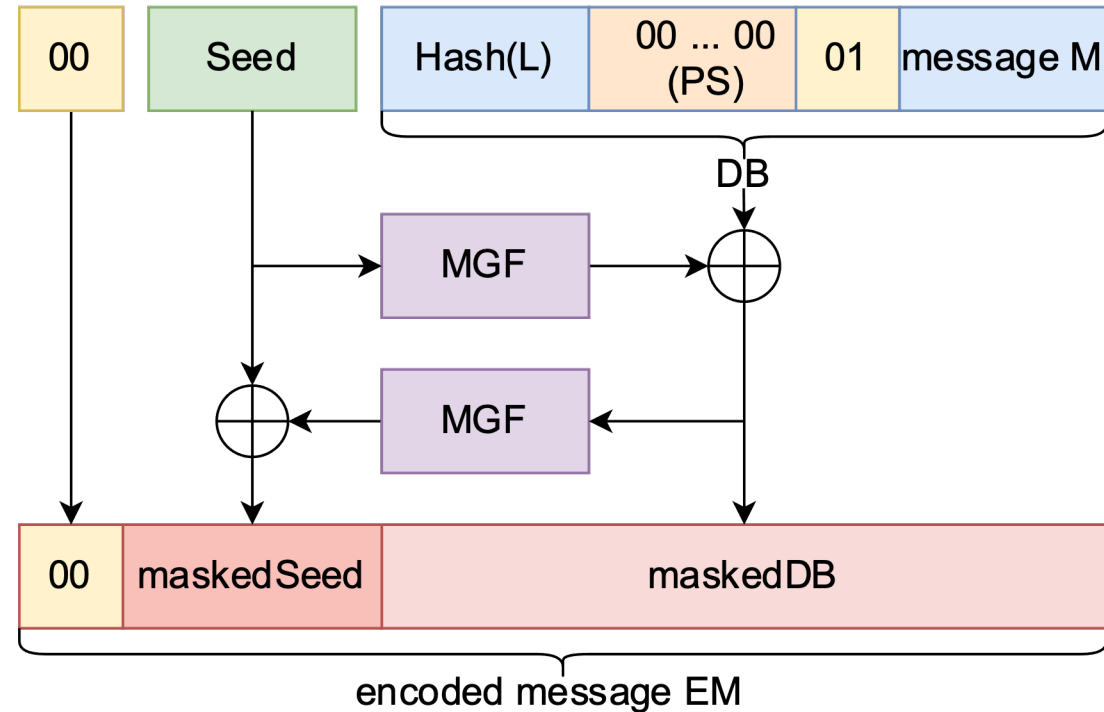 00
Seed
Hash(L)
00 ... 00
(PS)
01
message M
DB
MGF
MGF
00
maskedSeed
maskedDB
encoded message EM